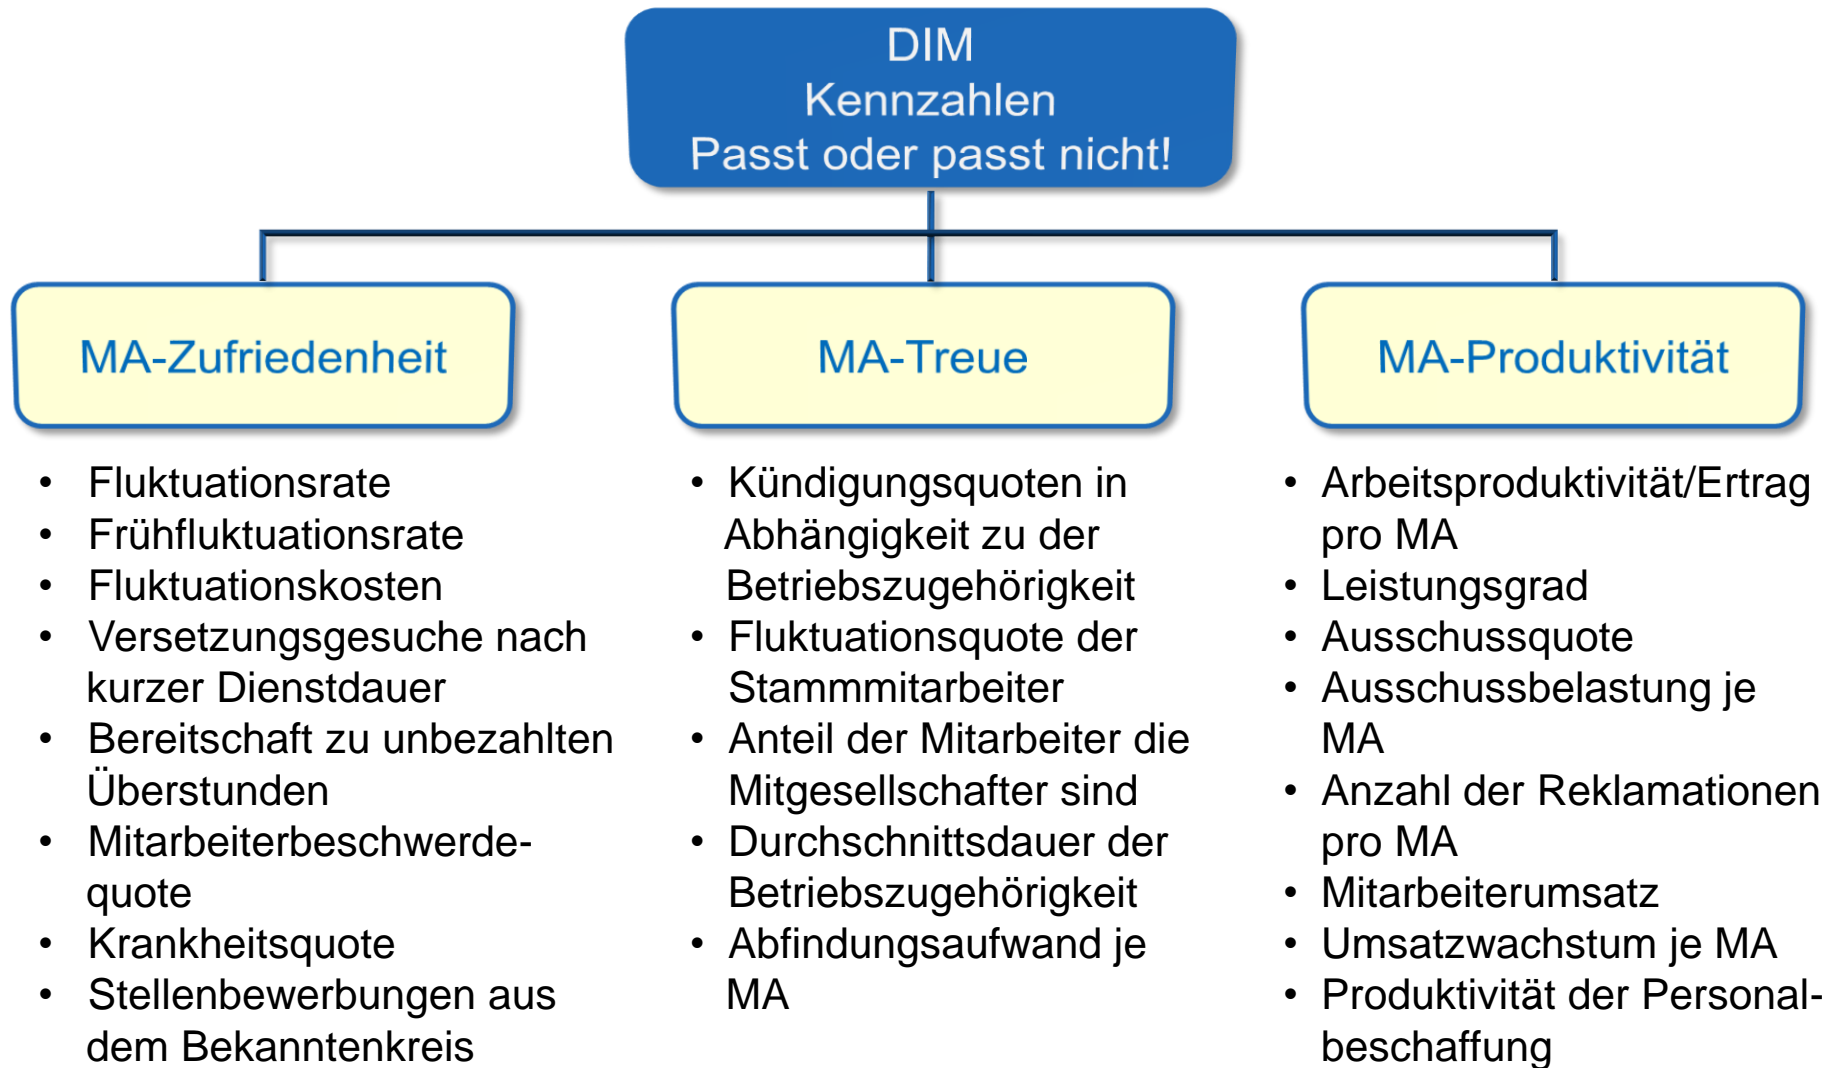 DIM
Kennzahlen
Passt oder passt nicht!
MA-Zufriedenheit
• Fluktuationsrate
• Frühfluktuationsrate
• Fluktuationskosten
• Versetzungsgesuche nach
kurzer Dienstdauer
• Bereitschaft zu unbezahlten
Überstunden
• Mitarbeiterbeschwerde-
quote
• Krankheitsquote
• Stellenbewerbungen aus
dem Bekanntenkreis
MA-Treue
• Kündigungsquoten in
Abhängigkeit zu der
Betriebszugehörigkeit
• Fluktuationsquote der
Stammmitarbeiter
• Anteil der Mitarbeiter die
Mitgesellschafter sind
• Durchschnittsdauer der
Betriebszugehörigkeit
• Abfindungsaufwand je
MA
MA-Produktivität
• Arbeitsproduktivität/Ertrag
pro MA
• Leistungsgrad
• Ausschussquote
• Ausschussbelastung je
MA
• Anzahl der Reklamationen
pro MA
• Mitarbeiterumsatz
• Umsatzwachstum je MA
• Produktivität der Personal-
beschaffung